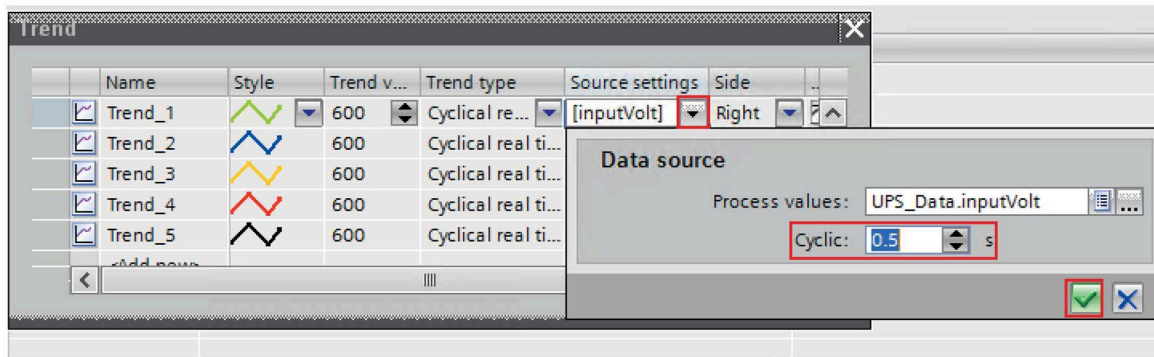 Trend
Name Style Trend v... Trend type Source settings Side ..
Trend_1 600 Cyclical re... [inputVolt] Right
Trend_2 600 Cyclical real ti...
Trend_3 600 Cyclical real ti...
Trend_4 600 Cyclical real ti...
Trend_5 600 Cyclical real ti...
<Add new>
Data source
Process values: UPS_Data.inputVolt ...
Cyclic: 0.5 s